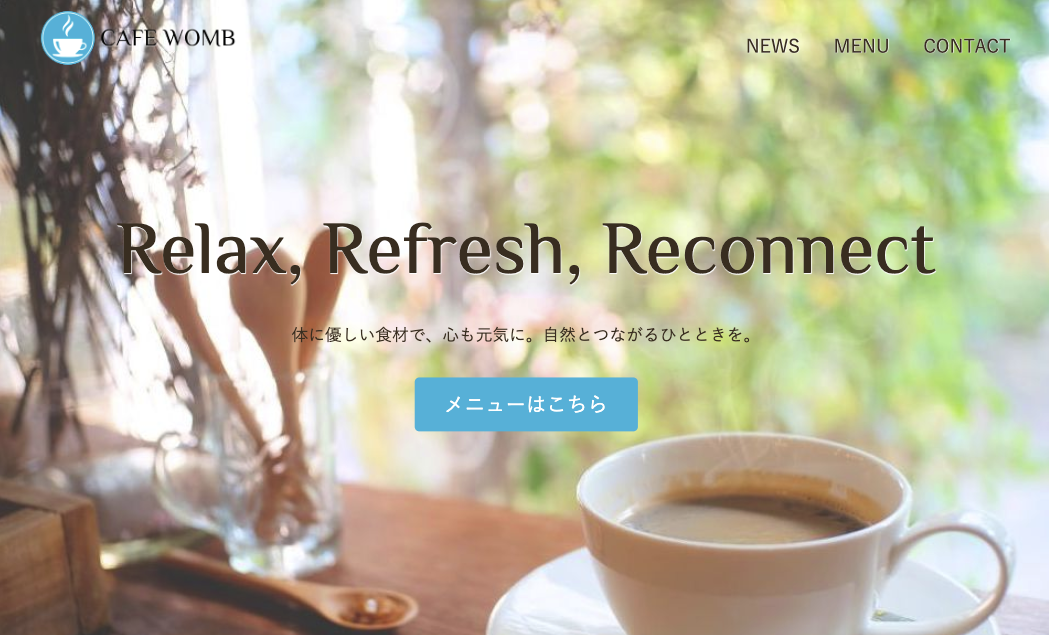 CAFE WOMB
NEWS MENU CONTACT
Relax, Refresh, Reconnect
体に優しい食材で、心も元気に。自然とつながるひとときを。
メニューはこちら